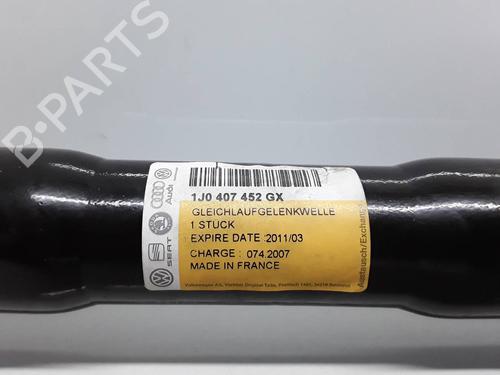 B-PARTS
Audi
SEAT
1J0 407 452 GX
GLEICHLAUFGELENKWELLE
1 STUCK
EXPIRE DATE :2011/03
CHARGE : 074.2007
MADE IN FRANCE
Austausch/Exchange